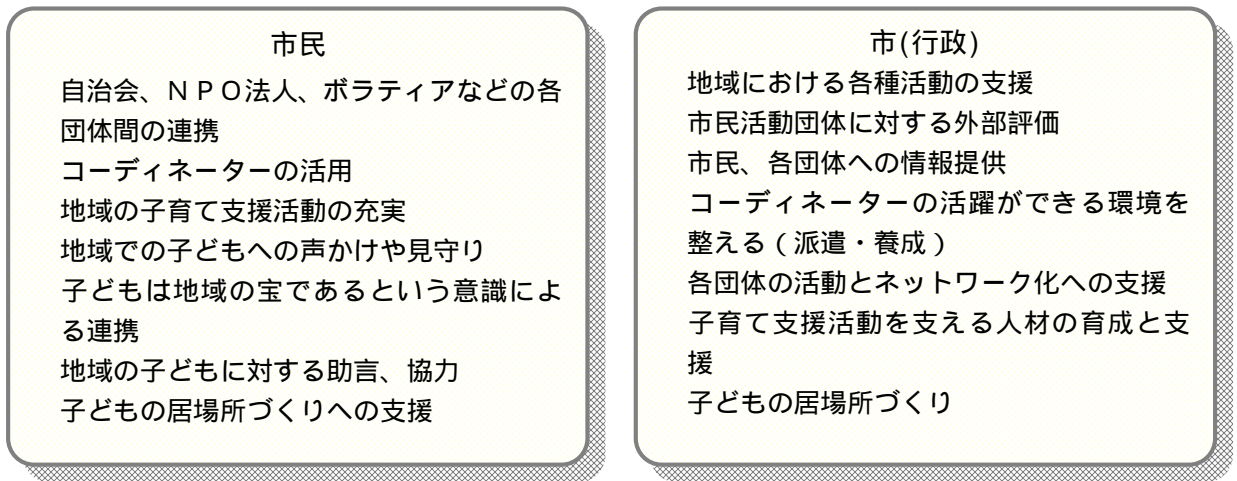 市民
自治会、ＮＰＯ法人、ボラティアなどの各
団体間の連携
コーディネーターの活用
地域の子育て支援活動の充実
地域での子どもへの声かけや見守り
子どもは地域の宝であるという意識によ
る連携
地域の子どもに対する助言、協力
子どもの居場所づくりへの支援
市(行政)
地域における各種活動の支援
市民活動団体に対する外部評価
市民、各団体への情報提供
コーディネーターの活躍ができる環境を
整える（派遣・養成）
各団体の活動とネットワーク化への支援
子育て支援活動を支える人材の育成と支
援
子どもの居場所づくり